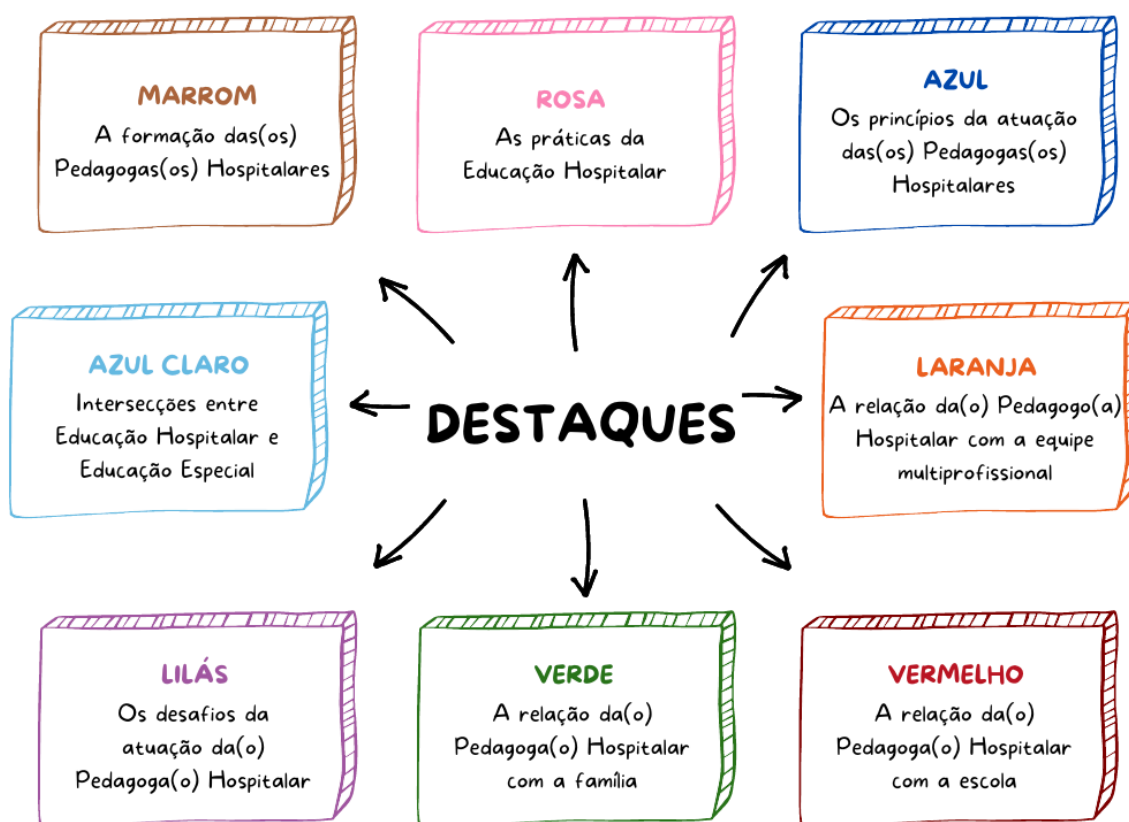 MARROM
A formação das(os)
Pedagogas(os) Hospitalares
ROSA
As práticas da
Educação Hospitalar
AZUL
Os princípios da atuação
das(os) Pedagogas(os)
Hospitalares
AZUL CLARO
Intersecções entre
Educação Hospitalar e
Educação Especial
DESTAQUES
LARANJA
A relação da(o) Pedagogo(a)
Hospitalar com a equipe
multiprofissional
LILÁS
Os desafios da
atuação da(o)
Pedagoga(o) Hospitalar
VERDE
A relação da(o)
Pedagoga(o) Hospitalar
com a família
VERMELHO
A relação da(o)
Pedagoga(o) Hospitalar
com a escola